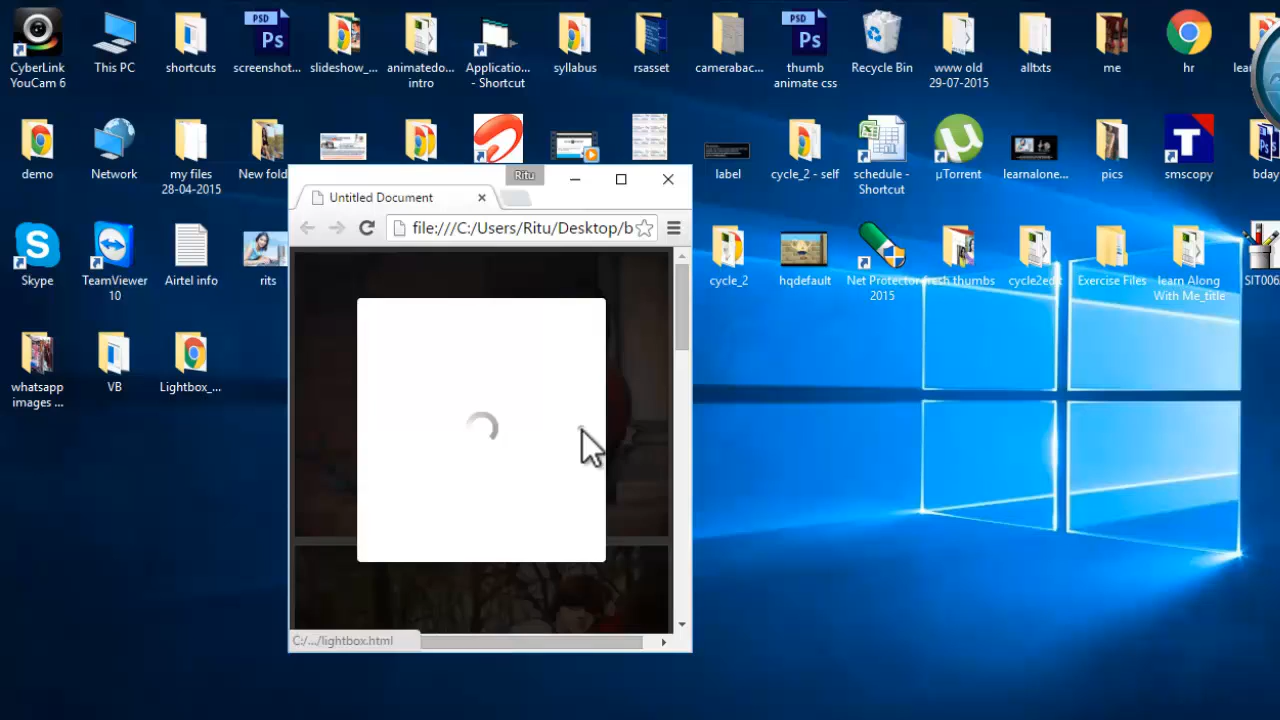 CyberLink
YouCam 6
This PC
shortcuts
PSD
Ps
screenshot...
slideshow_...
animatedo...
intro
Applicatio...
- Shortcut
syllabus
rsasset
camerabac...
PSD
Ps
thumb
animate css
Recycle Bin
www old
29-07-2015
alltxts
me
hr
demo
Network
my files
28-04-2015
New fold
label
cycle_2 - self
schedule -
Shortcut
µTorrent
learnalone...
pics
T
smscopy
bday
Ritu
Untitled Document
file:///C:/Users/Ritu/Desktop/b
Skype
TeamViewer
10
Airtel info
rits
cycle_2
hqdefault
Net Protector
2015
fresh thumbs
cycle2edit
Exercise Files
learn Along
With Me_title
SIT006
whatsapp
images ...
VB
Lightbox_...
C:/.../lightbox.html